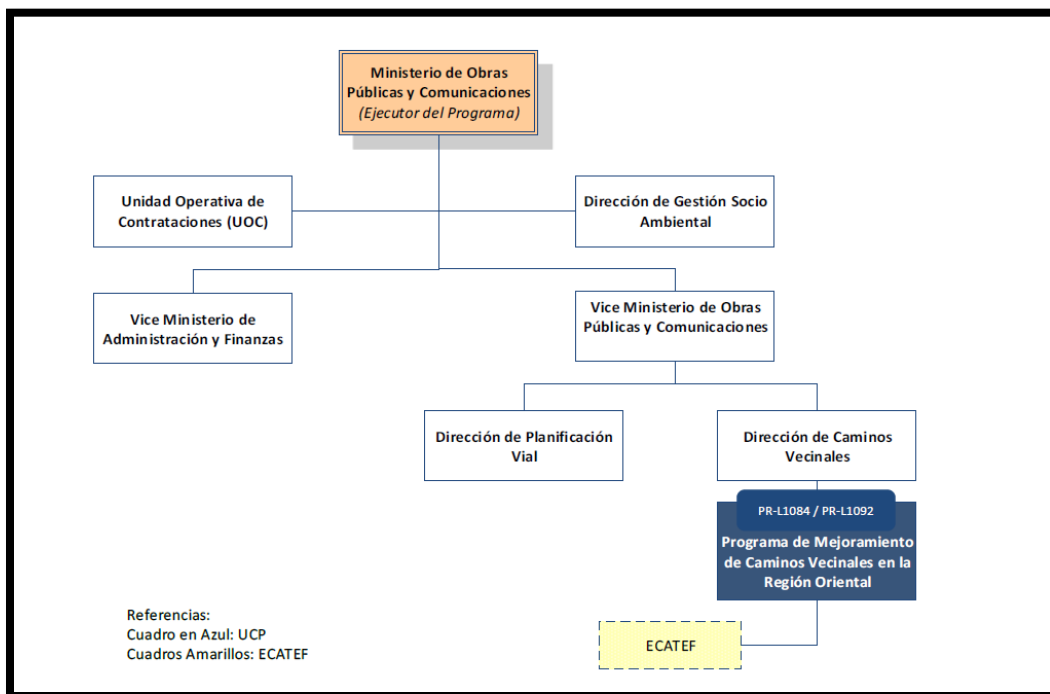 Ministerio de Obras
Públicas y Comunicaciones
(Ejecutor del Programa)
Unidad Operativa de
Contrataciones (UOC)
Dirección de Gestión Socio
Ambiental
Vice Ministerio de
Administración y Finanzas
Vice Ministerio de Obras
Públicas y Comunicaciones
Dirección de Planificación
Vial
Dirección de Caminos
Vecinales
PR-L1084 / PR-L1092
Programa de Mejoramiento
de Caminos Vecinales en la
Región Oriental
ECATEF
Referencias:
Cuadro en Azul: UCP
Cuadros Amarillos: ECATEF